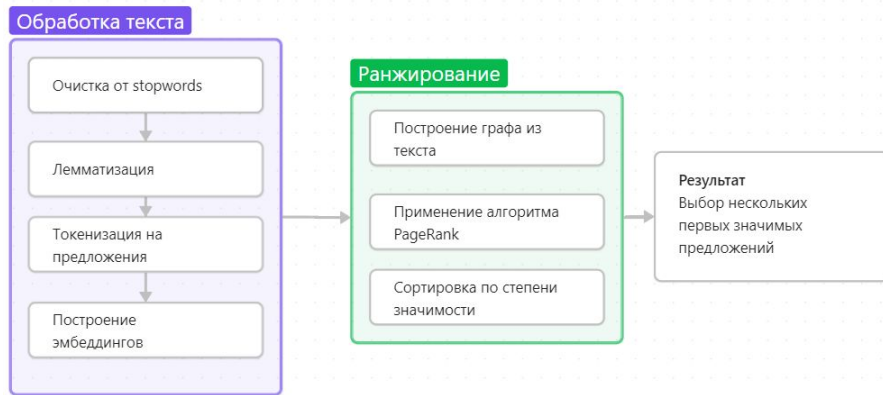 Обработка текста
Очистка от stopwords
Лемматизация
Токенизация на
предложения
Построение
эмбеддингов
Ранжирование
Построение графа из
текста
Применение алгоритма
PageRank
Сортировка по степени
значимости
Результат
Выбор нескольких
первых значимых
предложений